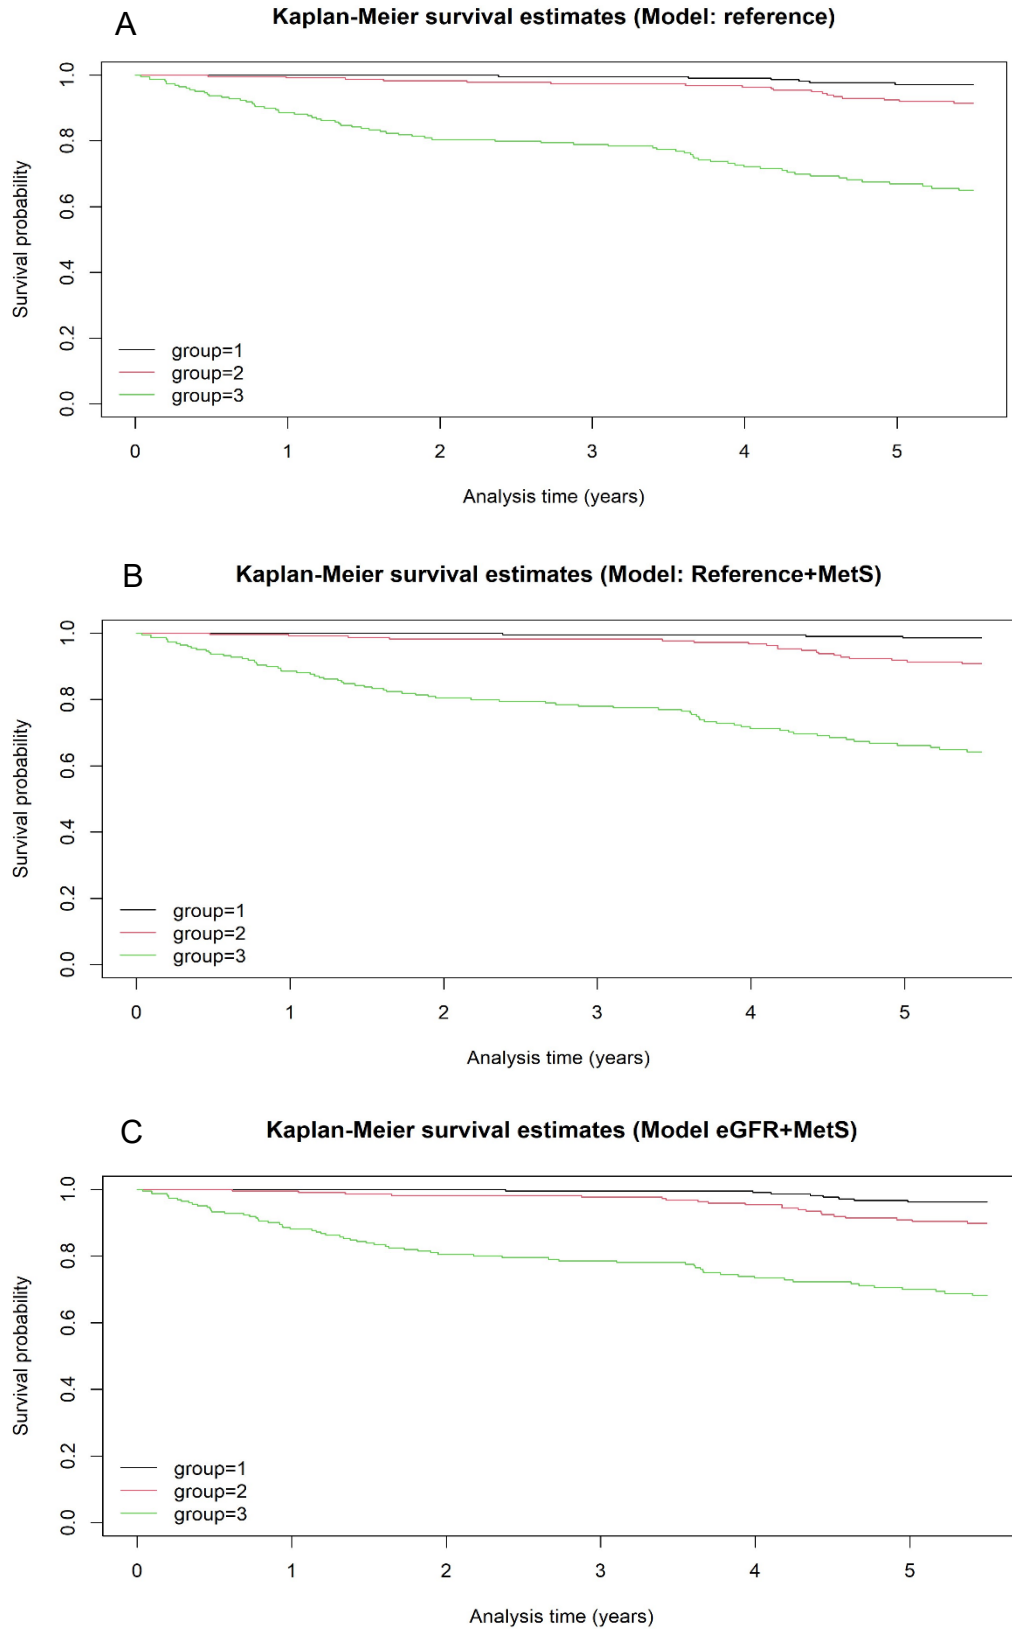 A
Kaplan-Meier survival estimates (Model: reference)
Survival probability
1.0
0.8
0.6
0.4
0.2
0.0
group=1
group=2
group=3
0 1 2 3 4 5
Analysis time (years)
B
Kaplan-Meier survival estimates (Model: Reference+MetS)
Survival probability
1.0
0.8
0.6
0.4
0.2
0.0
group=1
group=2
group=3
0 1 2 3 4 5
Analysis time (years)
C
Kaplan-Meier survival estimates (Model eGFR+MetS)
Survival probability
1.0
0.8
0.6
0.4
0.2
0.0
group=1
group=2
group=3
0 1 2 3 4 5
Analysis time (years)